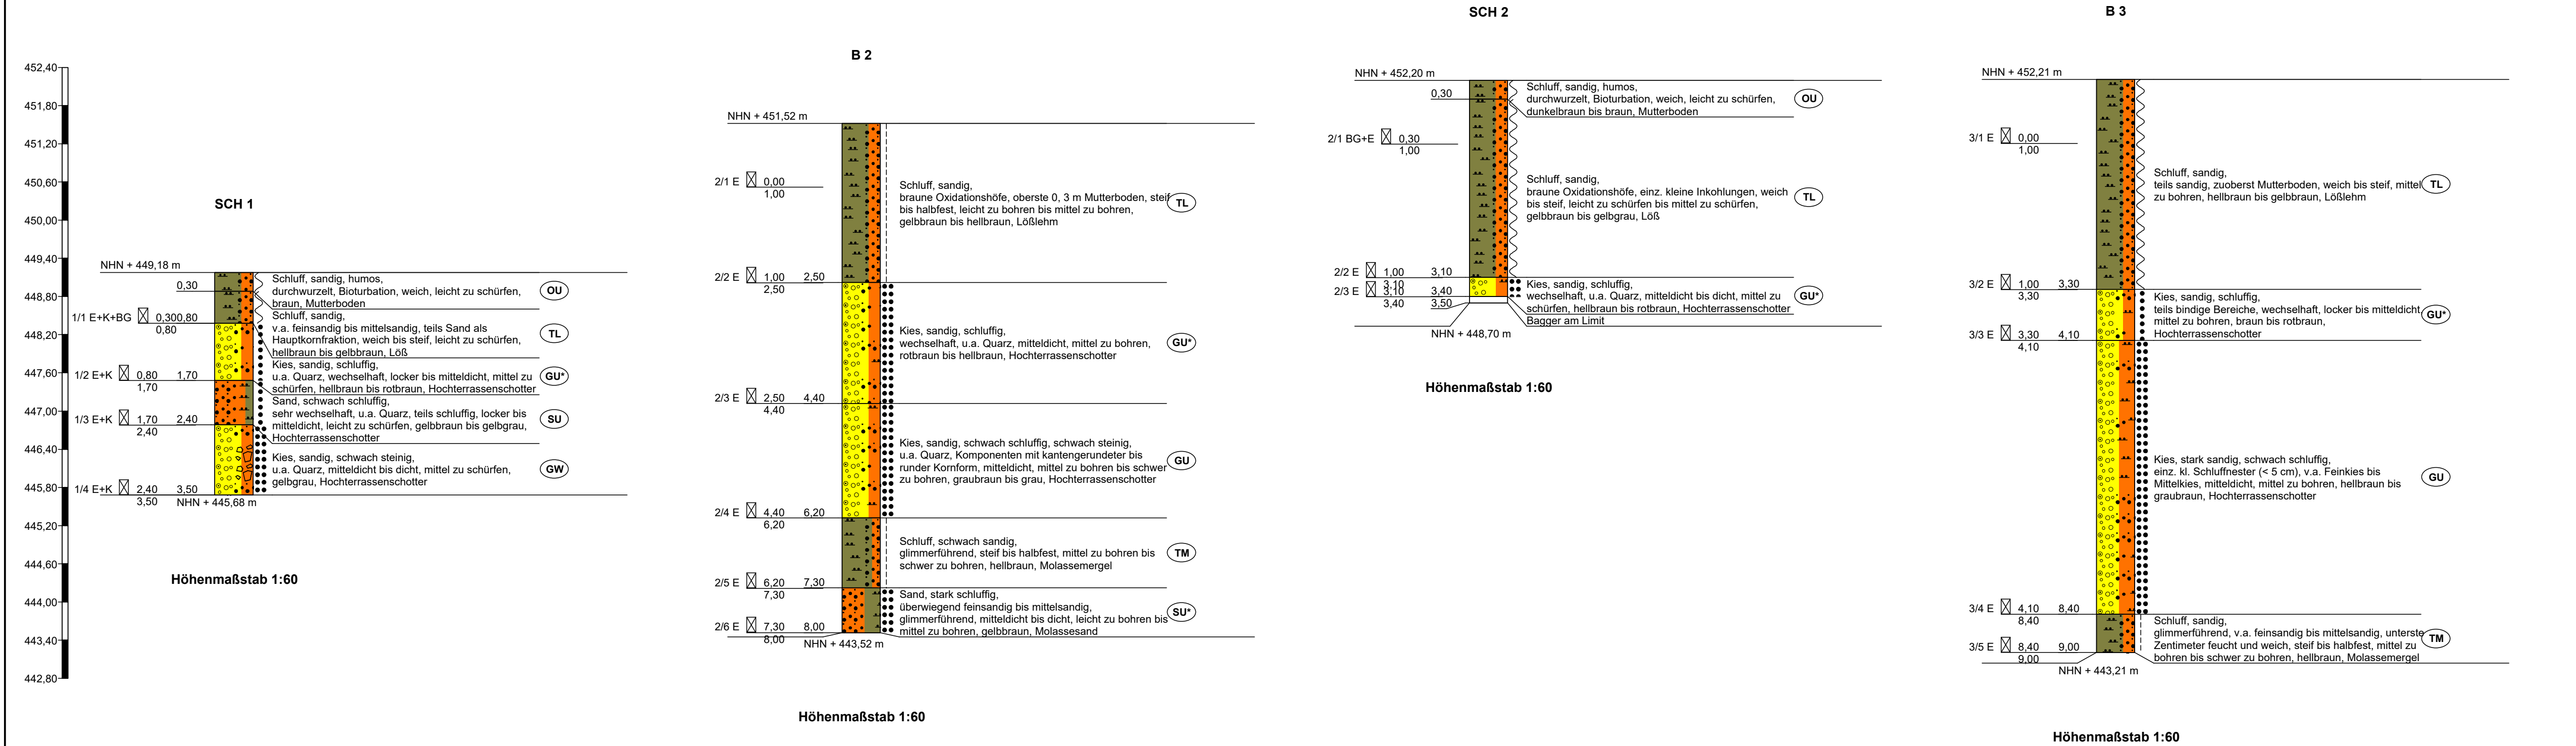 452,40
451,80
451,20
450,60
450,00
449,40
448,80
448,20
447,60
447,00
446,40
445,80
445,20
444,60
444,00
443,40
442,80
SCH 1
NHN + 449,18 m
0,30
Schluff, sandig, humos,
durchwurzelt, Bioturbation, weich, leicht zu schürfen,
braun, Mutterboden
OU
1/1 E+K+BG 0,30 0,80
0,80
Schluff, sandig,
v.a. feinsandig bis mittelsandig, teils Sand als
Hauptkornfraktion, weich bis steif, leicht zu schürfen,
hellbraun bis gelbbraun, Löß
TL
1/2 E+K 0,80 1,70
1,70
Kies, sandig, schluffig,
u.a. Quarz, wechselhaft, locker bis mitteldicht, mittel zu
schürfen, hellbraun bis rotbraun, Hochterrassenschotter
GU*
1/3 E+K 1,70 2,40
2,40
Sand, schwach schluffig,
sehr wechselhaft, u.a. Quarz, teils schluffig, locker bis
mitteldicht, leicht zu schürfen, gelbbraun bis gelbgrau,
Hochterrassenschotter
SU
Kies, sandig, schwach steinig,
u.a. Quarz, mitteldicht bis dicht, mittel zu schürfen,
gelbgrau, Hochterrassenschotter
GW
1/4 E+K 2,40 3,50
3,50
NHN + 445,68 m
Höhenmaßstab 1:60
B 2
NHN + 451,52 m
2/1 E 0,00
1,00
Schluff, sandig,
braune Oxidationshöfe, oberste 0, 3 m Mutterboden, steif
bis halbfest, leicht zu bohren bis mittel zu bohren,
gelbbraun bis hellbraun, Lößlehm
TL
2/2 E 1,00 2,50
2,50
Kies, sandig, schluffig,
wechselhaft, u.a. Quarz, mitteldicht, mittel zu bohren,
rotbraun bis hellbraun, Hochterrassenschotter
GU*
2/3 E 2,50 4,40
4,40
Kies, sandig, schwach schluffig, schwach steinig,
u.a. Quarz, Komponenten mit kantengerundeter bis
runder Kornform, mitteldicht, mittel zu bohren bis schwer
zu bohren, graubraun bis grau, Hochterrassenschotter
GU
2/4 E 4,40 6,20
6,20
Schluff, schwach sandig,
glimmerführend, steif bis halbfest, mittel zu bohren bis
schwer zu bohren, hellbraun, Molassemergel
TM
2/5 E 6,20 7,30
7,30
Sand, stark schluffig,
überwiegend feinsandig bis mittelsandig,
glimmerführend, mitteldicht bis dicht, leicht zu bohren bis
mittel zu bohren, gelbbraun, Molassesand
SU*
2/6 E 7,30 8,00
8,00
NHN + 443,52 m
Höhenmaßstab 1:60
SCH 2
NHN + 452,20 m
0,30
Schluff, sandig, humos,
durchwurzelt, Bioturbation, weich, leicht zu schürfen,
dunkelbraun bis braun, Mutterboden
OU
2/1 BG+E 0,30
1,00
Schluff, sandig,
braune Oxidationshöfe, einz. kleine Inkohlungen, weich
bis steif, leicht zu schürfen bis mittel zu schürfen,
gelbbraun bis gelbgrau, Löß
TL
2/2 E 1,00 3,10
3,10
2/3 E 3,10 3,40
3,40 3,50
Kies, sandig, schluffig,
wechselhaft, u.a. Quarz, mitteldicht bis dicht, mittel zu
schürfen, hellbraun bis rotbraun, Hochterrassenschotter
GU*
Bagger am Limit
NHN + 448,70 m
Höhenmaßstab 1:60
B 3
NHN + 452,21 m
3/1 E 0,00
1,00
Schluff, sandig,
teils sandig, zuoberst Mutterboden, weich bis steif, mittel
zu bohren, hellbraun bis gelbbraun, Lößlehm
TL
3/2 E 1,00 3,30
3,30
Kies, sandig, schluffig,
teils bindige Bereiche, wechselhaft, locker bis mitteldicht,
mittel zu bohren, braun bis rotbraun,
Hochterrassenschotter
GU*
3/3 E 3,30 4,10
4,10
Kies, stark sandig, schwach schluffig,
einz. kl. Schluffnester (< 5 cm), v.a. Feinkies bis
Mittelkies, mitteldicht, mittel zu bohren, hellbraun bis
graubraun, Hochterrassenschotter
GU
3/4 E 4,10 8,40
8,40
Schluff, sandig,
glimmerführend, v.a. feinsandig bis mittelsandig, unterste
Zentimeter feucht und weich, steif bis halbfest, mittel zu
bohren bis schwer zu bohren, hellbraun, Molassemergel
TM
3/5 E 8,40 9,00
9,00
NHN + 443,21 m
Höhenmaßstab 1:60